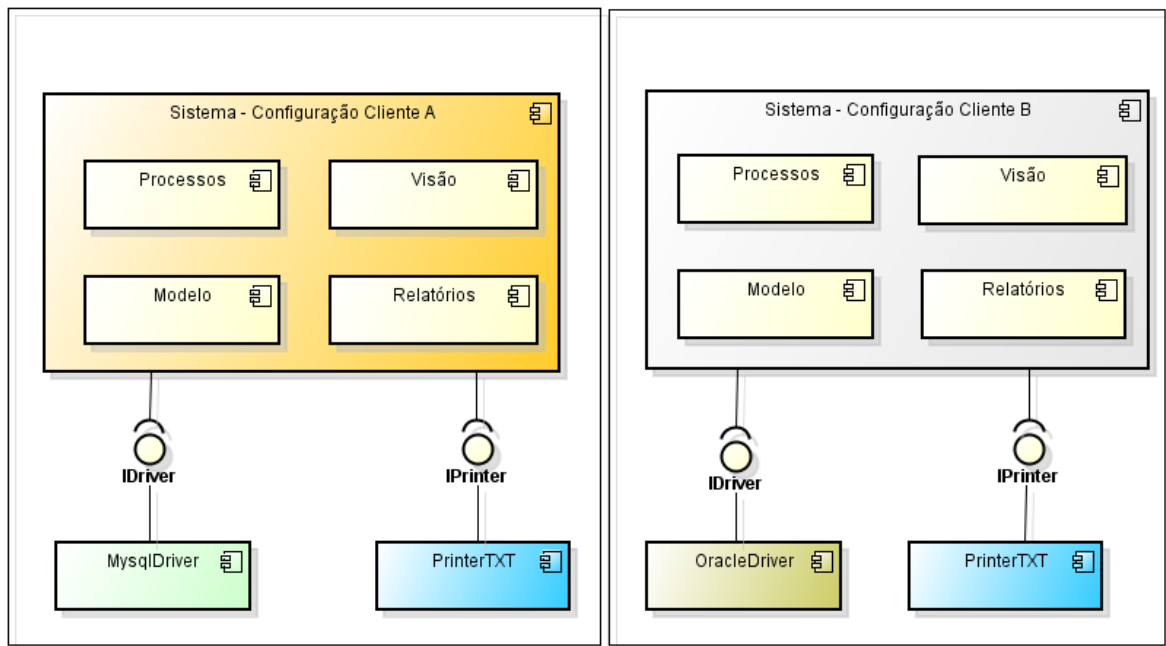 Sistema - Configuração Cliente A
Processos
Visão
Modelo
Relatórios
IDriver
IPrinter
MysqlDriver
PrinterTXT
Sistema - Configuração Cliente B
Processos
Visão
Modelo
Relatórios
IDriver
IPrinter
OracleDriver
PrinterTXT